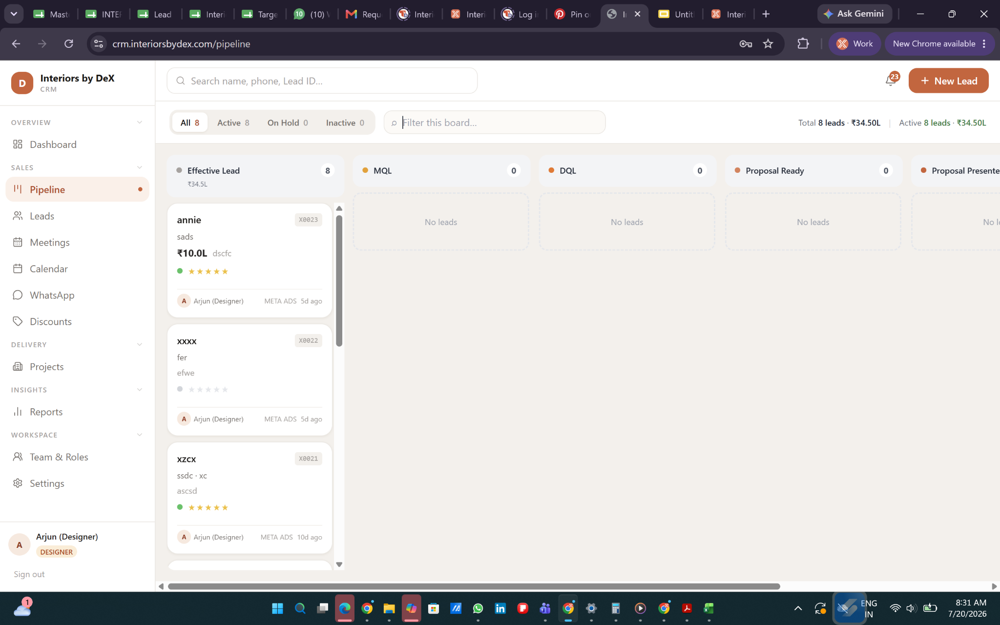 Mast
INTER
Lead
Interi
Targe
10
(10) W
Requ
Interi
Interi
Log i
Pin o
I
Untit
Interi
Ask Gemini
crm.interiorsbydex.com/pipeline
Work
New Chrome available
D
Interiors by DeX
CRM
Search name, phone, Lead ID...
23
+ New Lead
All 8
Active 8
On Hold 0
Inactive 0
Filter this board...
Total 8 leads · ₹34.50L
Active 8 leads · ₹34.50L
OVERVIEW
Dashboard
SALES
Pipeline
Leads
Meetings
Calendar
WhatsApp
Discounts
DELIVERY
Projects
INSIGHTS
Reports
WORKSPACE
Team & Roles
Settings
A
Arjun (Designer)
DESIGNER
Sign out
Effective Lead
8
₹34.5L
annie
X0023
sads
₹10.0L dscfc
A Arjun (Designer) META ADS 5d ago
xxxx
X0022
fer
efwe
A Arjun (Designer) META ADS 5d ago
xzcx
X0021
ssdc · xc
ascsd
A Arjun (Designer) META ADS 10d ago
MQL
0
No leads
DQL
0
No leads
Proposal Ready
0
No leads
Proposal Presente
No le
1
ENG
IN
8:31 AM
7/20/2026